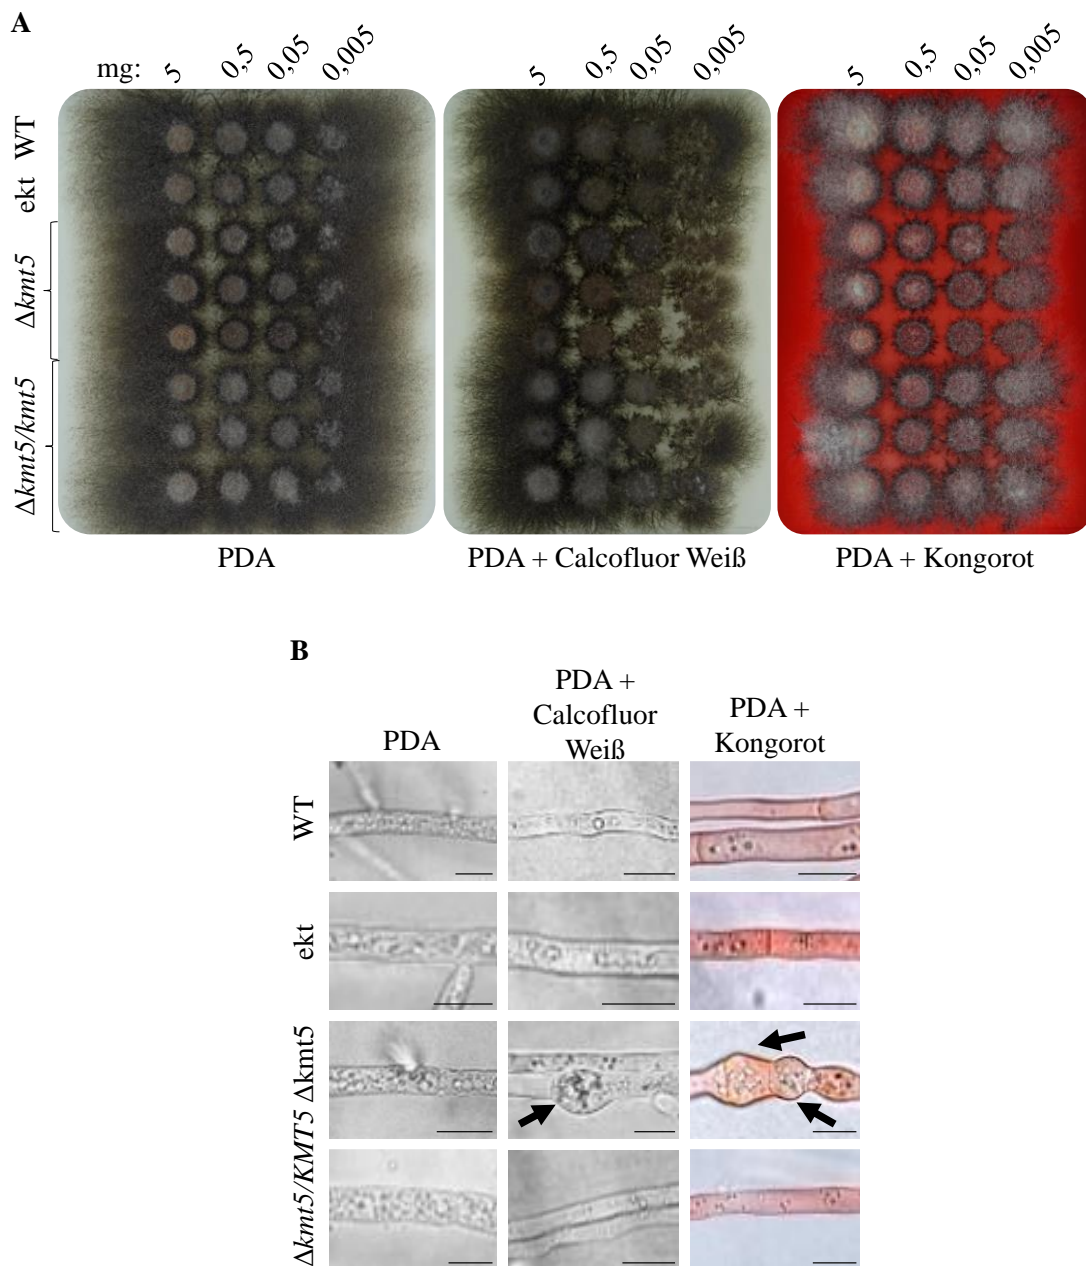 A
mg: 5 0,5 0,05 0,005 5 0,5 0,05 0,005 5 0,5 0,05 0,005
WT
ekt
Δkmt5
Δkmt5/kmt5
PDA
PDA + Calcofluor Weiß
PDA + Kongorot
B
PDA
PDA +
Calcofluor
Weiß
PDA +
Kongorot
WT
ekt
Δkmt5
Δkmt5/KMT5